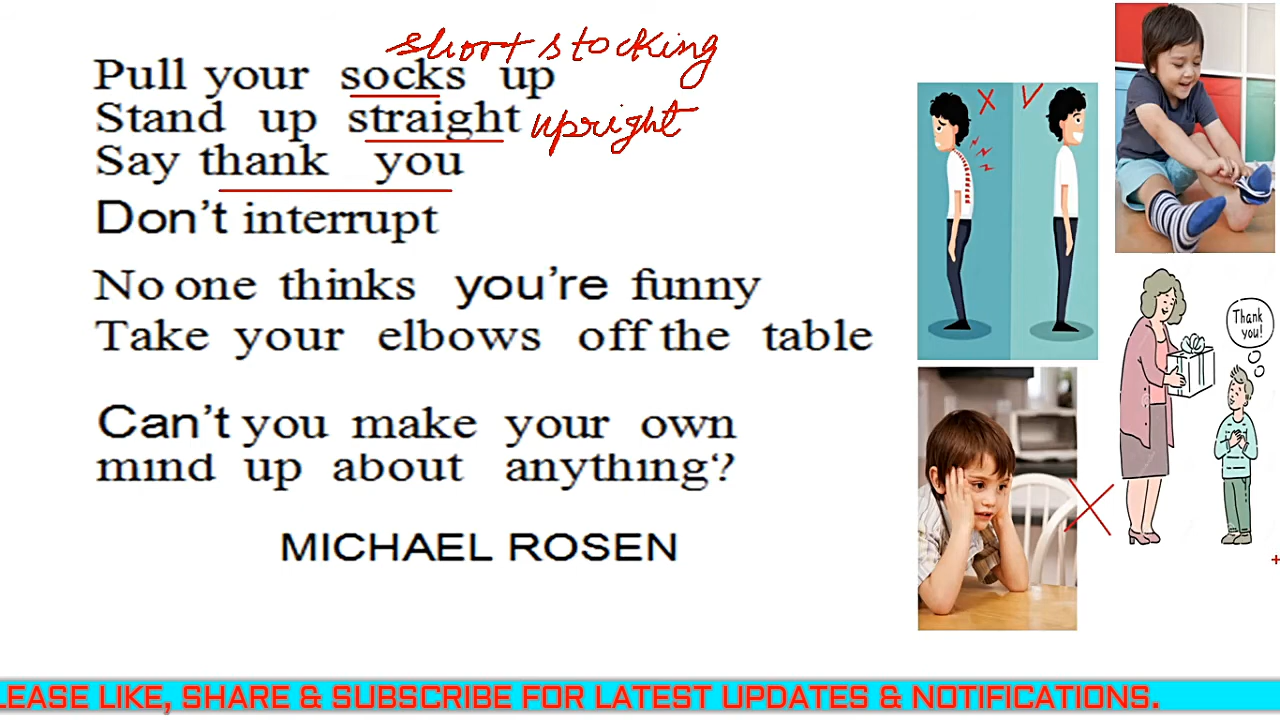 short stocking
Pull your socks up
Stand up straight upright
Say thank you
Don't interrupt
No one thinks you're funny
Take your elbows off the table
Can't you make your own
mind up about anything'?
MICHAEL ROSEN
Thank
you!
LEASE LIKE, SHARE & SUBSCRIBE FOR LATEST UPDATES & NOTIFICATIONS.